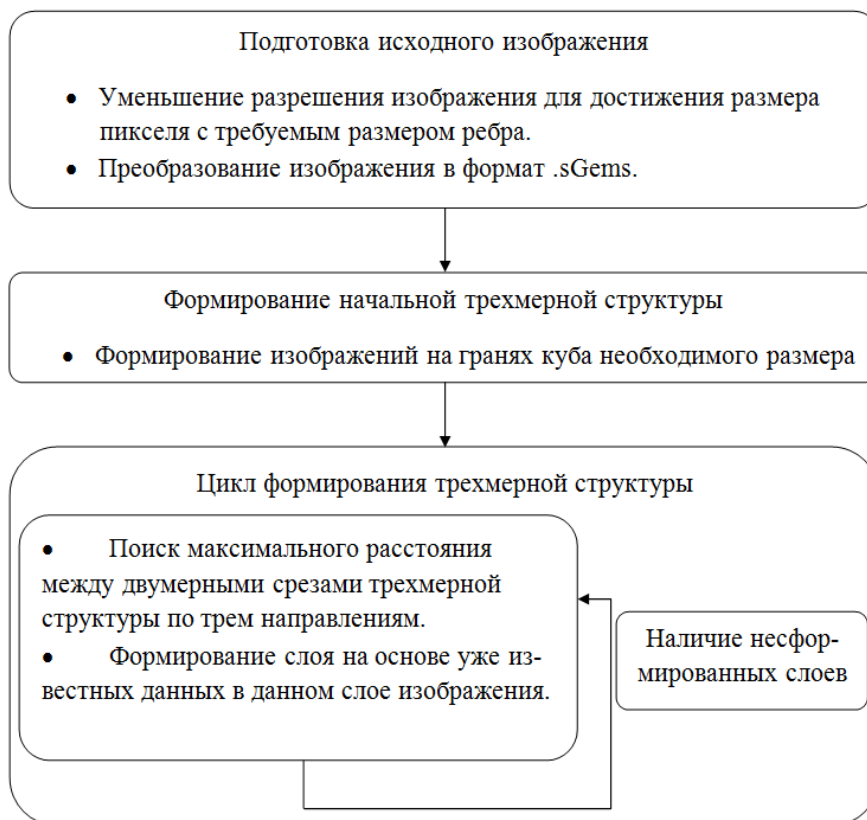 Подготовка исходного изображения
• Уменьшение разрешения изображения для достижения размера
пикселя с требуемым размером ребра.
• Преобразование изображения в формат .sGems.
Формирование начальной трехмерной структуры
• Формирование изображений на гранях куба необходимого размера
Цикл формирования трехмерной структуры
• Поиск максимального расстояния
между двумерными срезами трехмерной
структуры по трем направлениям.
• Формирование слоя на основе уже из-
вестных данных в данном слое изображения.
Наличие несфор-
мированных слоев